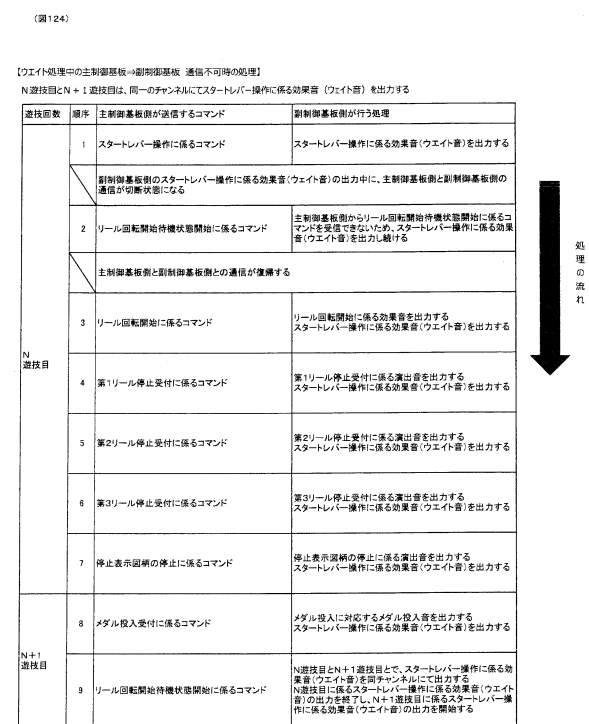 (図124)
【ウエイト処理中の主制御基板⇒副制御基板 通信不可時の処理】
N遊技目とN+1遊技目は、同一のチャンネルにてスタートレバー操作に係る効果音(ウェイト音)を出力する
遊技回数 順序 主制御基板側が送信するコマンド 副制御基板側が行う処理
1 スタートレバー操作に係るコマンド スタートレバー操作に係る効果音(ウエイト音)を出力する
副制御基板側のスタートレバー操作に係る効果音(ウェイト音)の出力中に、主制御基板側と副制御基板側の
通信が切断状態になる
2 リール回転開始待機状態開始に係るコマンド
主制御基板側からリール回転開始待機状態開始に係るコ
マンドを受信できないため、スタートレバー操作に係る効果
音(ウエイト音)を出力し続ける
主制御基板側と副制御基板側との通信が復帰する
3 リール回転開始に係るコマンド
リール回転開始に係る効果音を出力する
スタートレバー操作に係る効果音(ウエイト音)を出力する
N
遊技目
4 第1リール停止受付に係るコマンド
第1リール停止受付に係る演出音を出力する
スタートレバー操作に係る効果音(ウエイト音)を出力する
5 第2リール停止受付に係るコマンド
第2リール停止受付に係る演出音を出力する
スタートレバー操作に係る効果音(ウエイト音)を出力する
6 第3リール停止受付に係るコマンド
第3リール停止受付に係る演出音を出力する
スタートレバー操作に係る効果音(ウエイト音)を出力する
7 停止表示図柄の停止に係るコマンド
停止表示図柄の停止に係る演出音を出力する
スタートレバー操作に係る効果音(ウエイト音)を出力する
8 メダル投入受付に係るコマンド
メダル投入に対応するメダル投入音を出力する
スタートレバー操作に係る効果音(ウエイト音)を出力する
N+1
遊技目
9 リール回転開始待機状態開始に係るコマンド
N遊技目とN+1遊技目とで、スタートレバー操作に係る効
果音(ウエイト音)を同チャンネルにて出力する
N遊技目に係るスタートレバー操作に係る効果音(ウエイト音)
の出力を終了し、N+1遊技目に係るスタートレバー操
作に係る効果音(ウエイト音)の出力を開始する
処理の流れ